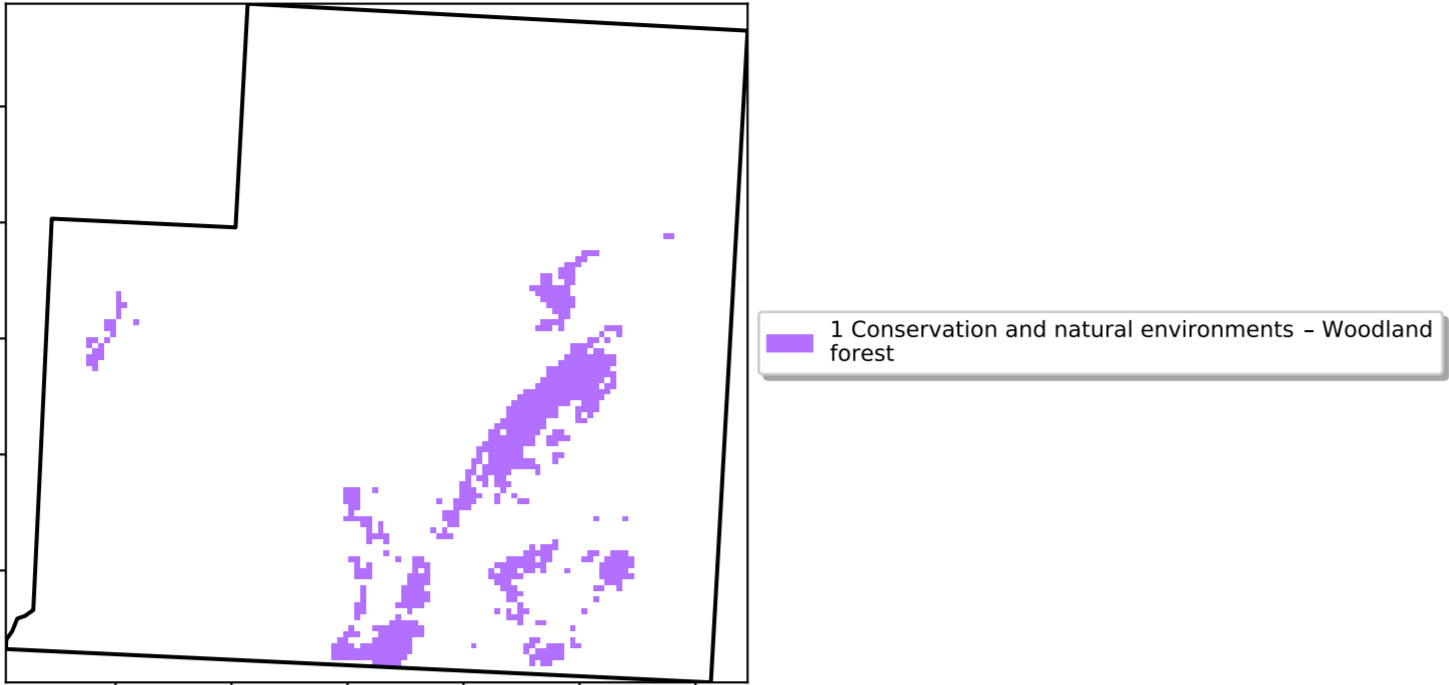 1 Conservation and natural environments – Woodland
forest